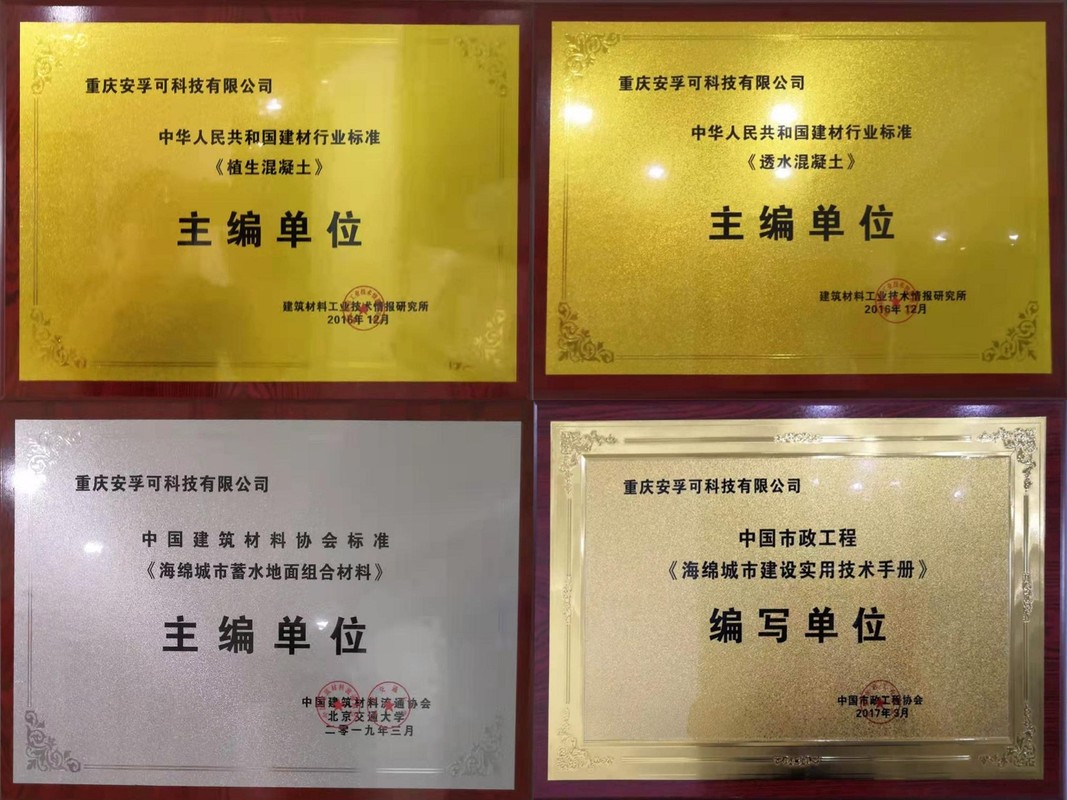 重庆安孚可科技有限公司
中华人民共和国建材行业标准
《植生混凝土》
主编单位
建筑材料工业技术情报研究所
2016年12月
重庆安孚可科技有限公司
中华人民共和国建材行业标准
《透水混凝土》
主编单位
建筑材料工业技术情报研究所
2016年12月
重庆安孚可科技有限公司
中国建筑材料协会标准
《海绵城市蓄水地面组合材料》
主编单位
中国建筑材料流通协会
北京交通大学
二零一九年三月
重庆安孚可科技有限公司
中国市政工程
《海绵城市建设实用技术手册》
编写单位
中国市政工程协会
2017年3月